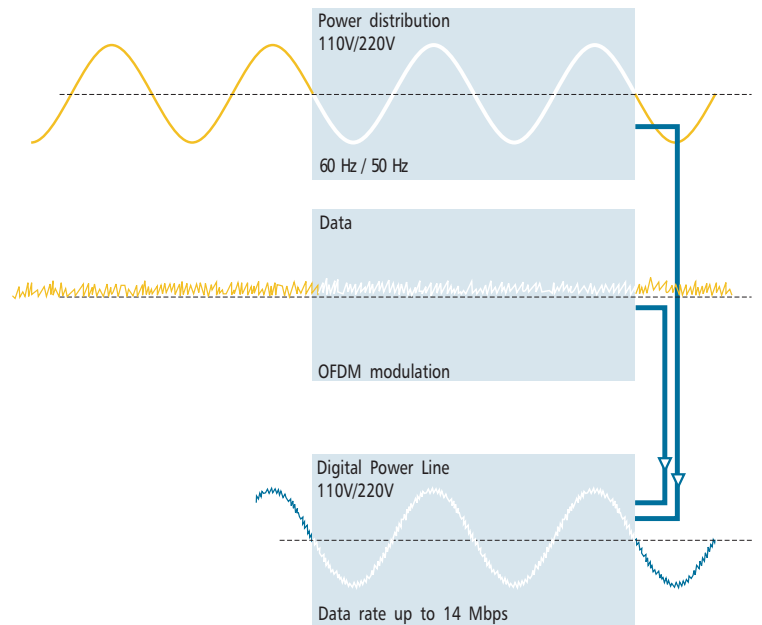 Power distribution
110V/220V
60 Hz / 50 Hz
Data
OFDM modulation
Digital Power Line
110V/220V
Data rate up to 14 Mbps